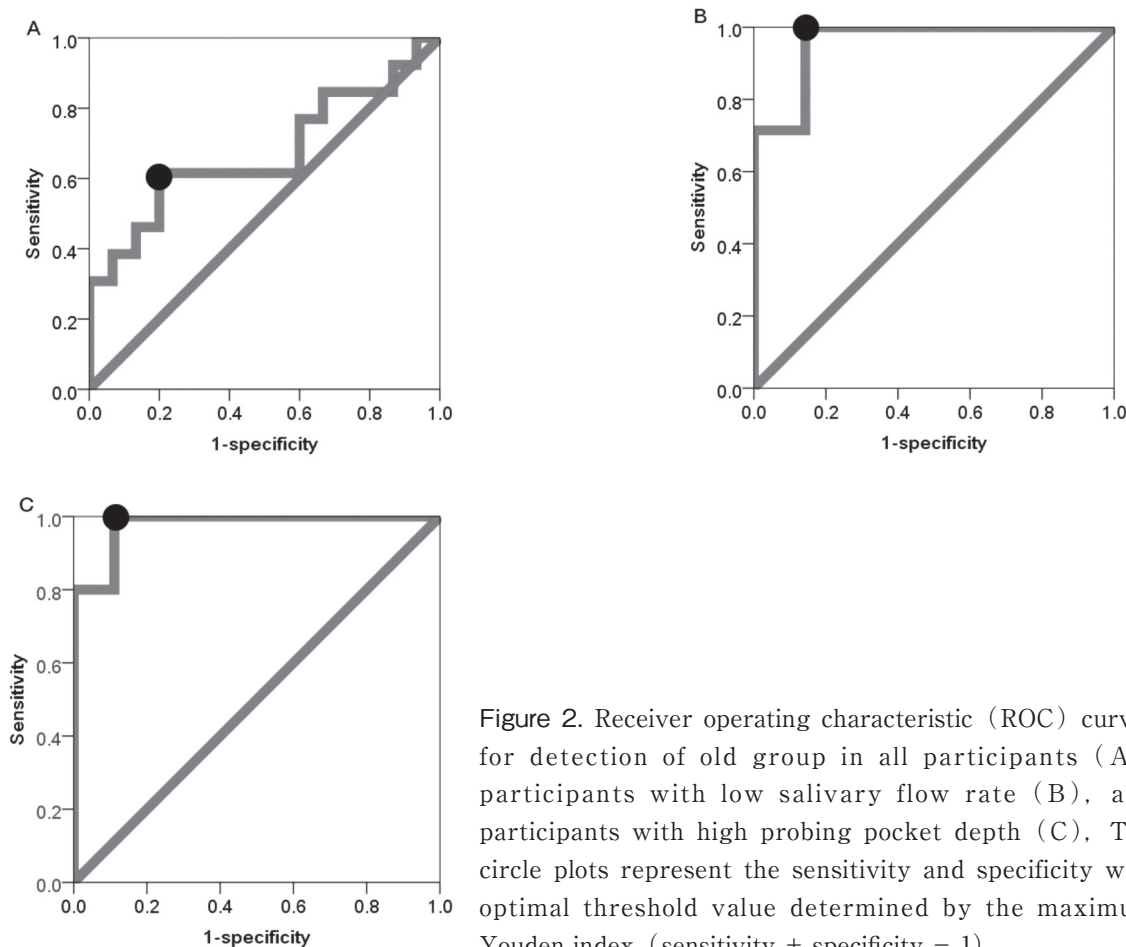 A
1.0
0.8
0.6
0.4
0.2
0.0
Sensitivity
0.0 0.2 0.4 0.6 0.8 1.0
1-specificity
B
1.0
0.8
0.6
0.4
0.2
0.0
Sensitivity
0.0 0.2 0.4 0.6 0.8 1.0
1-specificity
C
1.0
0.8
0.6
0.4
0.2
0.0
Sensitivity
0.0 0.2 0.4 0.6 0.8 1.0
1-specificity
Figure 2. Receiver operating characteristic (ROC) curv
for detection of old group in all participants (A
participants with low salivary flow rate (B), a
participants with high probing pocket depth (C), T
circle plots represent the sensitivity and specificity w
optimal threshold value determined by the maximu
Youden index (sensitivity + specificity − 1)